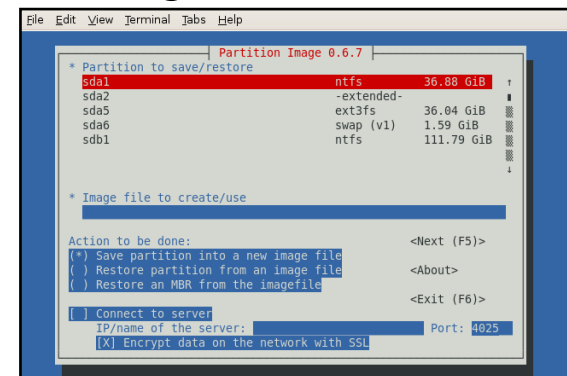 File Edit View Terminal Tabs Help
Partition Image 0.6.7
* Partition to save/restore
sda1 ntfs 36.88 GiB ↑
sda2 -extended-
sda5 ext3fs 36.04 GiB
sda6 swap (v1) 1.59 GiB
sdb1 ntfs 111.79 GiB
↓
* Image file to create/use
Action to be done: <Next (F5)>
(*) Save partition into a new image file
( ) Restore partition from an image file <About>
( ) Restore an MBR from the imagefile
<Exit (F6)>
[ ] Connect to server
IP/name of the server: Port: 4025
[X] Encrypt data on the network with SSL